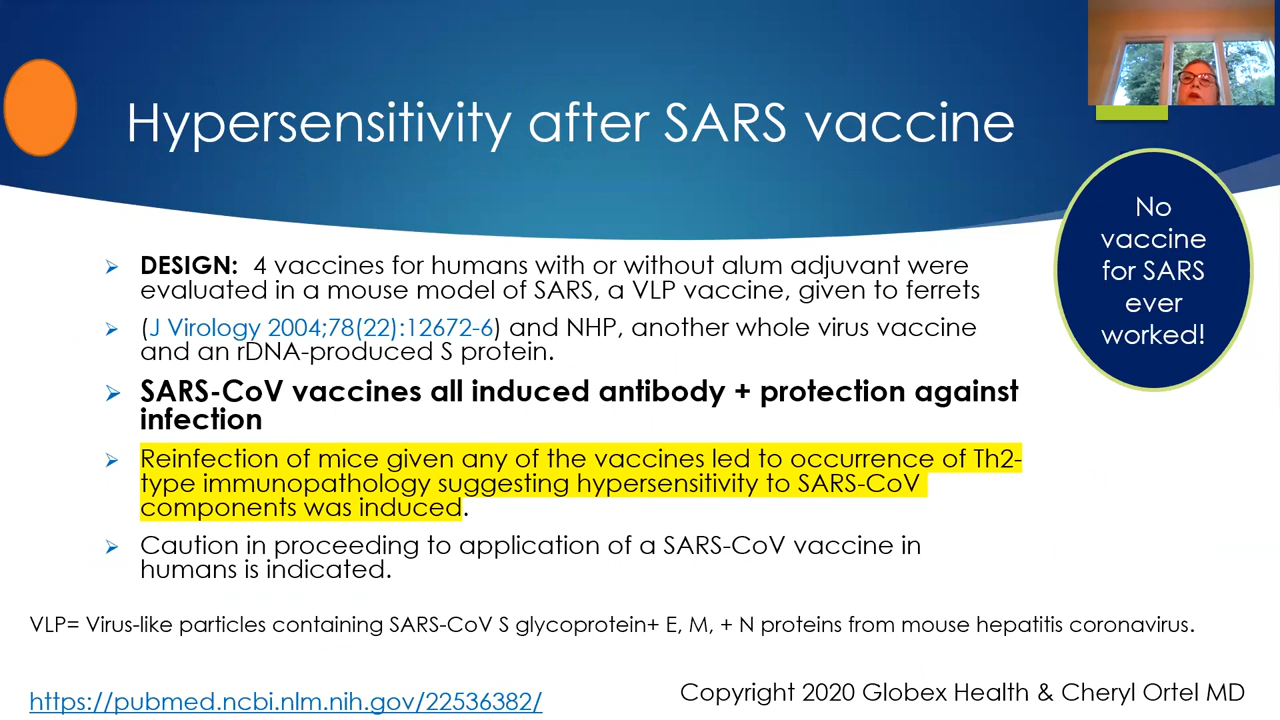 Hypersensitivity after SARS vaccine
No
vaccine
for SARS
ever
worked!
DESIGN: 4 vaccines for humans with or without alum adjuvant were
evaluated in a mouse model of SARS, a VLP vaccine, given to ferrets
(J Virology 2004;78(22):12672-6) and NHP, another whole virus vaccine
and an rDNA-produced S protein.
SARS-CoV vaccines all induced antibody + protection against
infection
Reinfection of mice given any of the vaccines led to occurrence of Th2-
type immunopathology suggesting hypersensitivity to SARS-CoV
components was induced.
Caution in proceeding to application of a SARS-CoV vaccine in
humans is indicated.
VLP= Virus-like particles containing SARS-CoV S glycoprotein+ E, M, + N proteins from mouse hepatitis coronavirus.
https://pubmed.ncbi.nlm.nih.gov/22536382/
Copyright 2020 Globex Health & Cheryl Ortel MD